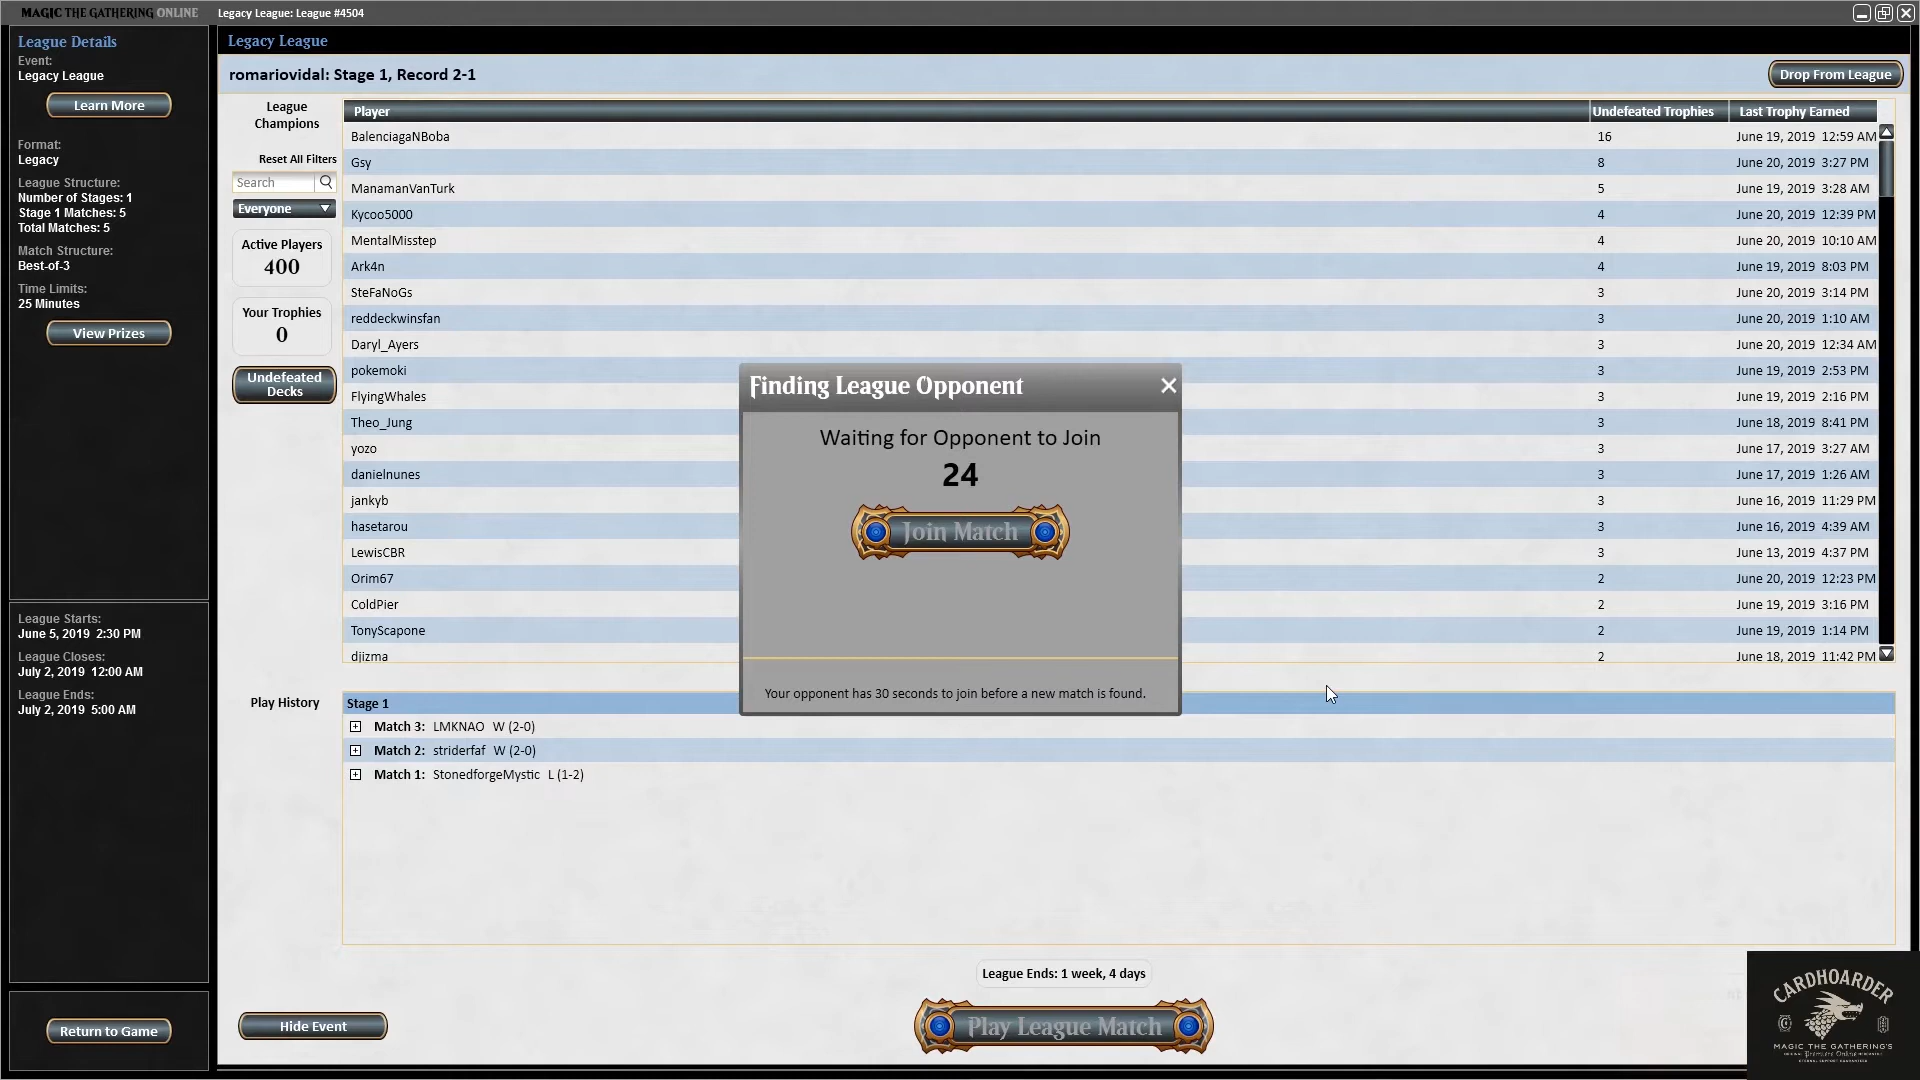 MAGIC THE GATHERING ONLINE
Legacy League: League #4504
League Details
Event:
Legacy League
Learn More
Format:
Legacy
League Structure:
Number of Stages: 1
Stage 1 Matches: 5
Total Matches: 5
Match Structure:
Best-of-3
Time Limits:
25 Minutes
View Prizes
League Starts:
June 5, 2019 2:30 PM
League Closes:
July 2, 2019 12:00 AM
League Ends:
July 2, 2019 5:00 AM
Return to Game
Legacy League
romariovidal: Stage 1, Record 2-1
Drop From League
League
Champions
Reset All Filters
Search
Everyone
Active Players
400
Your Trophies
0
Undefeated
Decks
Player Undefeated Trophies Last Trophy Earned
BalenciagaNBoba 16 June 19, 2019 12:59 AM
Gsy 8 June 20, 2019 3:27 PM
ManamanVanTurk 5 June 19, 2019 3:28 AM
Kycoo5000 4 June 20, 2019 12:39 PM
MentalMisstep 4 June 20, 2019 10:10 AM
Ark4n 4 June 19, 2019 8:03 PM
SteFaNoGs 3 June 20, 2019 3:14 PM
reddeckwinsfan 3 June 20, 2019 1:10 AM
Daryl_Ayers 3 June 20, 2019 12:34 AM
pokemoki 3 June 19, 2019 2:53 PM
FlyingWhales 3 June 19, 2019 2:16 PM
Theo_Jung 3 June 18, 2019 8:41 PM
yozo 3 June 17, 2019 3:27 AM
danielnunes 3 June 17, 2019 1:26 AM
jankyb 3 June 16, 2019 11:29 PM
hasetarou 3 June 16, 2019 4:39 AM
LewisCBR 3 June 13, 2019 4:37 PM
Orim67 2 June 20, 2019 12:23 PM
ColdPier 2 June 19, 2019 3:16 PM
TonyScapone 2 June 19, 2019 1:14 PM
djizma 2 June 18, 2019 11:42 PM
Finding League Opponent
Waiting for Opponent to Join
24
Join Match
Your opponent has 30 seconds to join before a new match is found.
Play History
Stage 1
Match 3: LMKNAO W (2-0)
Match 2: striderfaf W (2-0)
Match 1: StonedforgeMystic L (1-2)
League Ends: 1 week, 4 days
Hide Event
Play League Match
CARDHOARDER
MAGIC THE GATHERING'S